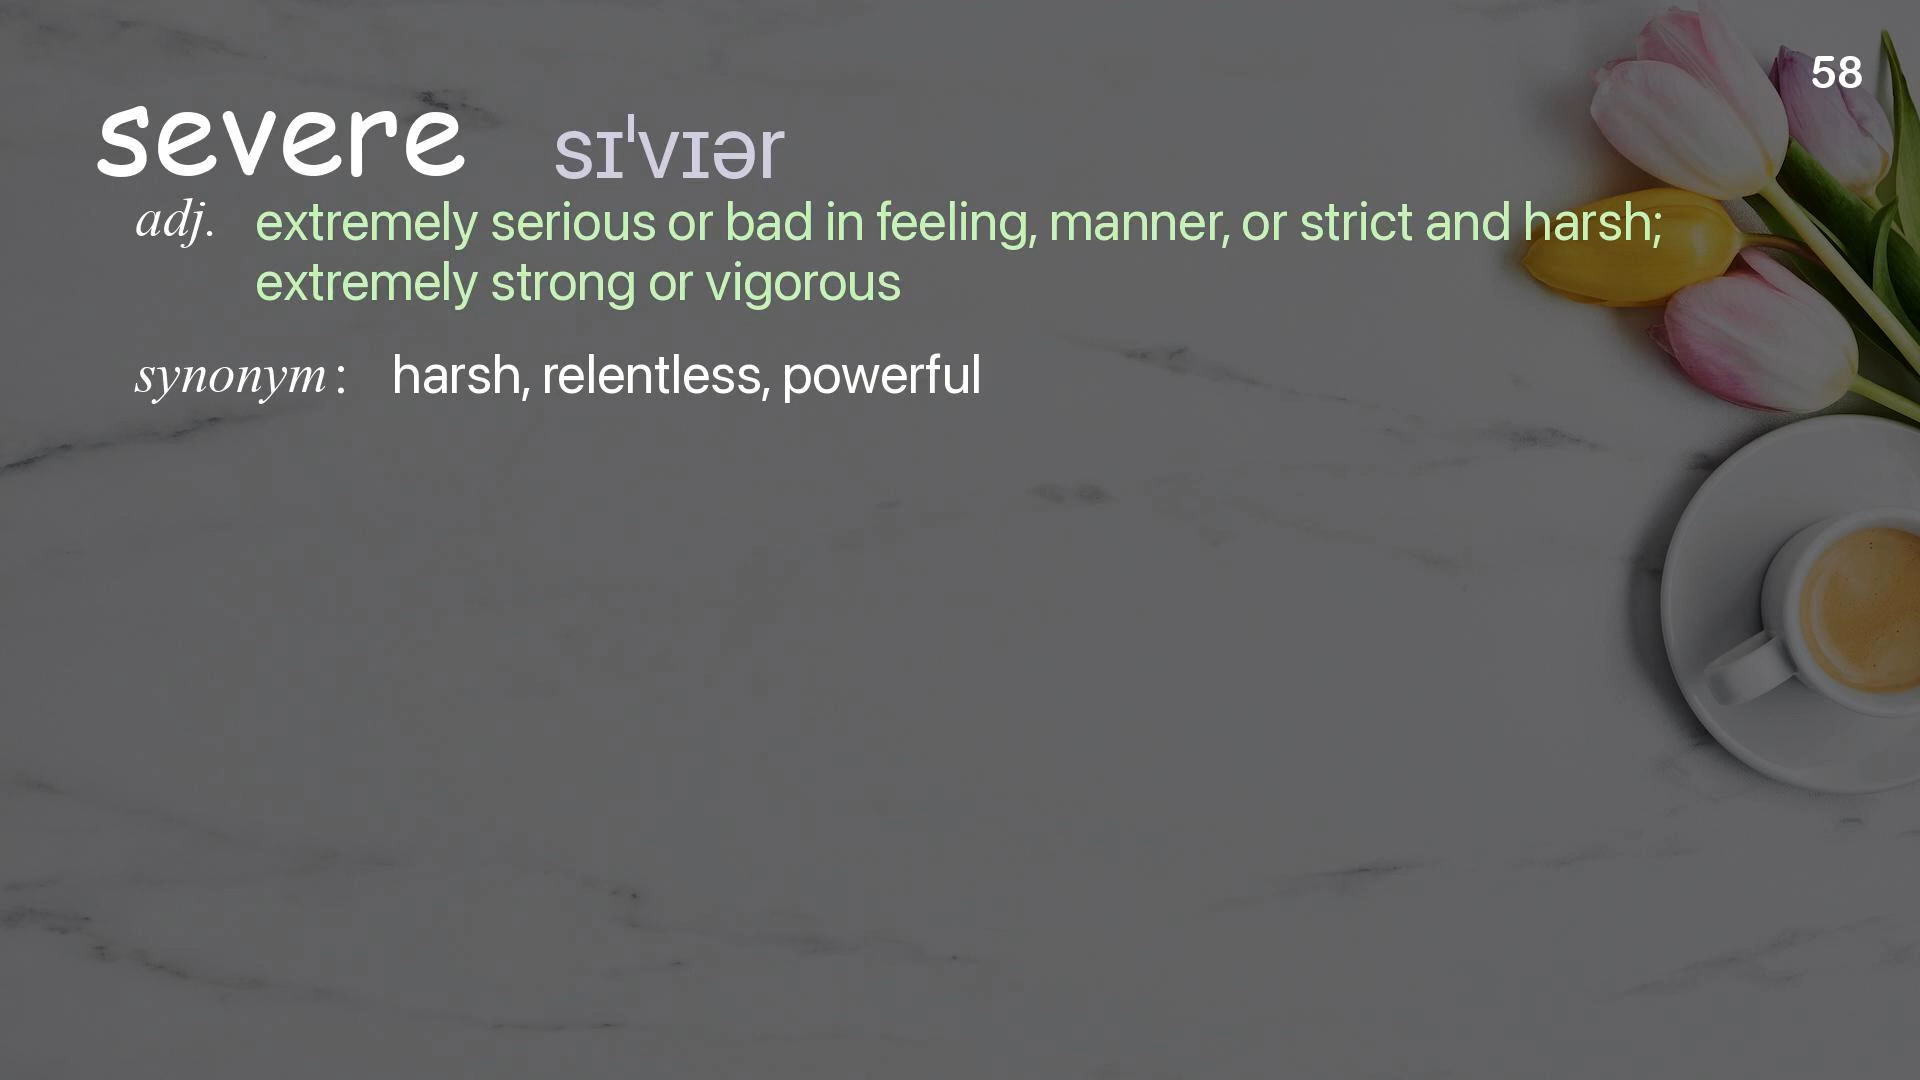 58
severe sɪˈvɪər
adj. extremely serious or bad in feeling, manner, or strict and harsh;
extremely strong or vigorous
synonym : harsh, relentless, powerful